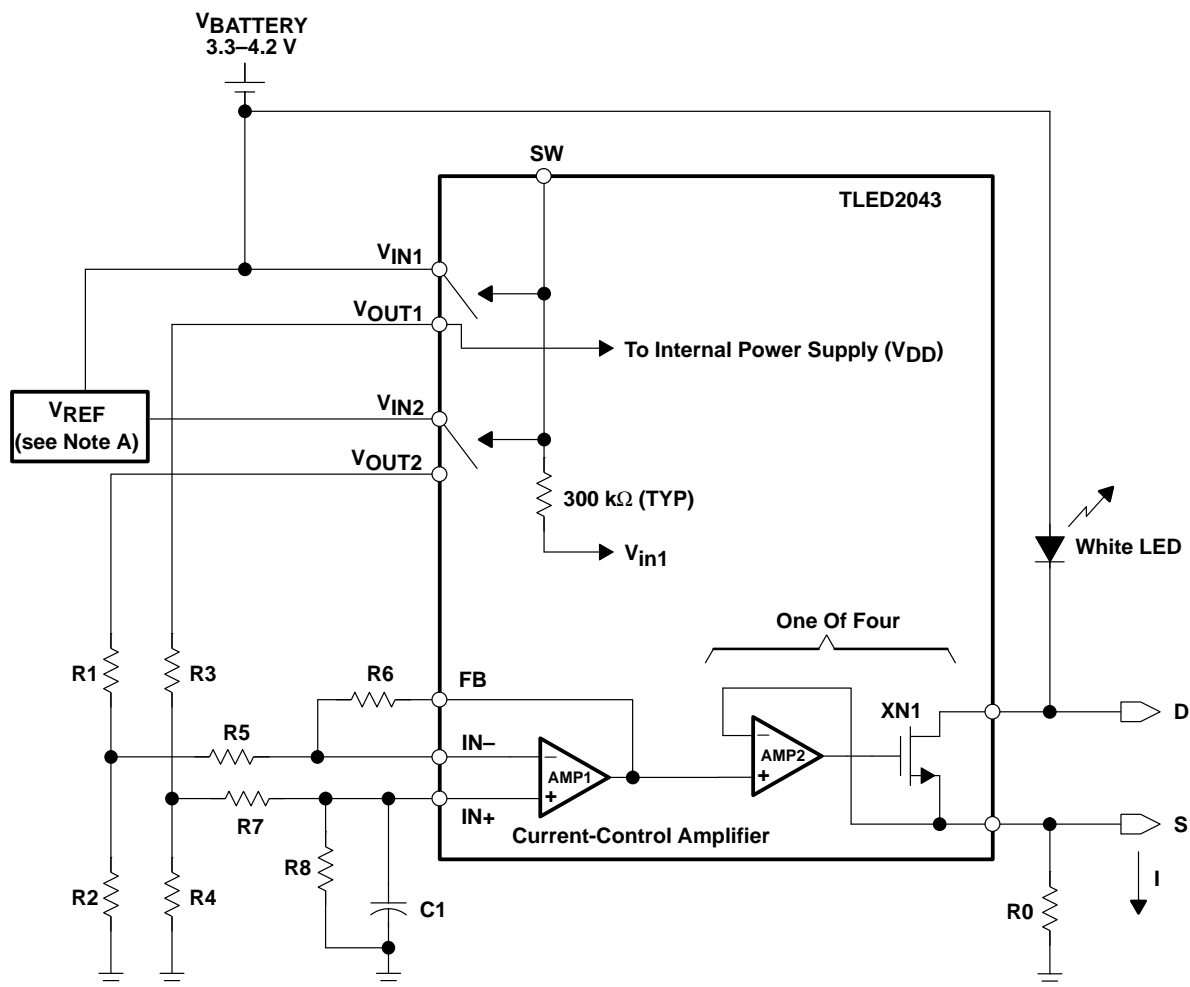 VBATTERY
3.3–4.2 V
SW
TLED2043
VIN1
VOUT1
To Internal Power Supply (VDD)
VREF
(see Note A)
VIN2
VOUT2
300 kΩ (TYP)
Vin1
White LED
One Of Four
R1
R3
R6
FB
XN1
D
R5
IN–
–
AMP1
+
–
AMP2
+
R7
IN+
Current-Control Amplifier
S
R2
R4
R8
C1
R0
I